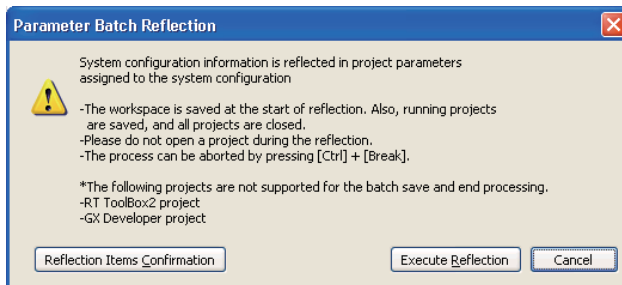 Parameter Batch Reflection
System configuration information is reflected in project parameters
assigned to the system configuration
-The workspace is saved at the start of reflection. Also, running projects
are saved, and all projects are closed.
-Please do not open a project during the reflection.
-The process can be aborted by pressing [Ctrl] + [Break].
*The following projects are not supported for the batch save and end processing.
-RT ToolBox2 project
-GX Developer project
Reflection Items Confirmation Execute Reflection Cancel